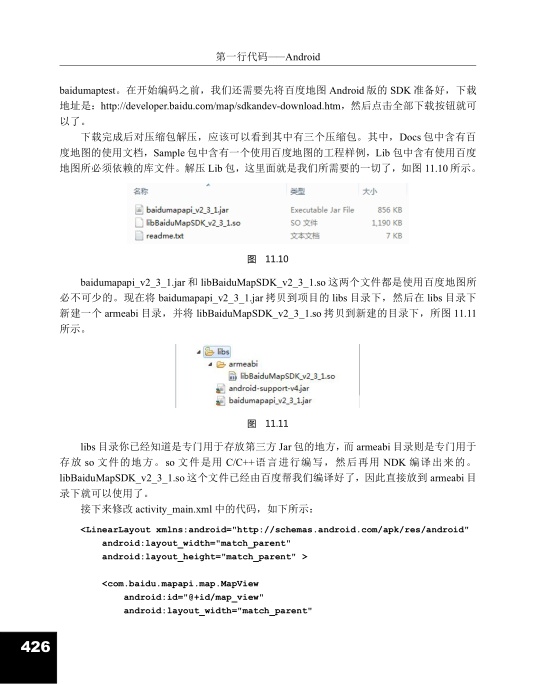 第一行代码——Android
baidumaptest。在开始编码之前，我们还需要先将百度地图 Android 版的 SDK 准备好，下载
地址是：http://developer.baidu.com/map/sdkandev-download.htm，然后点击全部下载按钮就可
以了。
下载完成后对压缩包解压，应该可以看到其中有三个压缩包。其中，Docs 包中含有百
度地图的使用文档，Sample 包中含有一个使用百度地图的工程样例，Lib 包中含有使用百度
地图所必须依赖的库文件。解压 Lib 包，这里面就是我们所需要的一切了，如图 11.10 所示。
名称 类型 大小
baidumapapi_v2_3_1.jar Executable Jar File 856 KB
libBaiduMapSDK_v2_3_1.so SO 文件 1,190 KB
readme.txt 文本文档 7 KB
图 11.10
baidumapapi_v2_3_1.jar 和 libBaiduMapSDK_v2_3_1.so 这两个文件都是使用百度地图所
必不可少的。现在将 baidumapapi_v2_3_1.jar 拷贝到项目的 libs 目录下，然后在 libs 目录下
新建一个 armeabi 目录，并将 libBaiduMapSDK_v2_3_1.so 拷贝到新建的目录下，所图 11.11
所示。
libs
armeabi
libBaiduMapSDK_v2_3_1.so
android-support-v4.jar
baidumapapi_v2_3_1.jar
图 11.11
libs 目录你已经知道是专门用于存放第三方 Jar 包的地方，而 armeabi 目录则是专门用于
存放 so 文件的地方。so 文件是用 C/C++语言进行编写，然后再用 NDK 编译出来的。
libBaiduMapSDK_v2_3_1.so 这个文件已经由百度帮我们编译好了，因此直接放到 armeabi 目
录下就可以使用了。
接下来修改 activity_main.xml 中的代码，如下所示：
<LinearLayout xmlns:android="http://schemas.android.com/apk/res/android"
android:layout_width="match_parent"
android:layout_height="match_parent" >
<com.baidu.mapapi.map.MapView
android:id="@+id/map_view"
android:layout_width="match_parent"
426